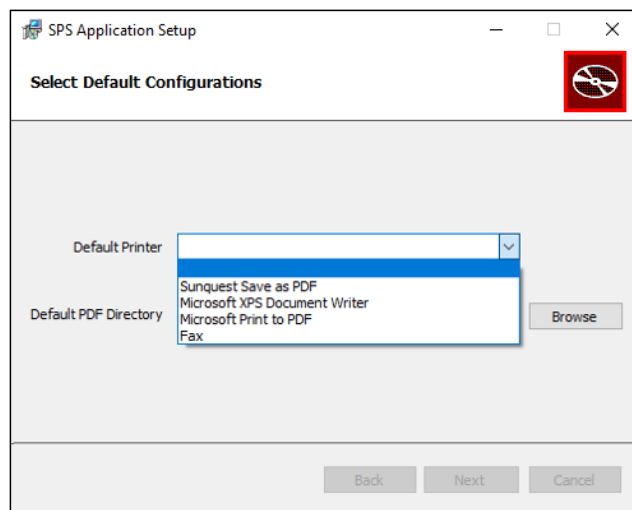 SPS Application Setup
Select Default Configurations
Default Printer
Sunquest Save as PDF
Microsoft XPS Document Writer
Default PDF Directory
Microsoft Print to PDF
Browse
Fax
Back Next Cancel